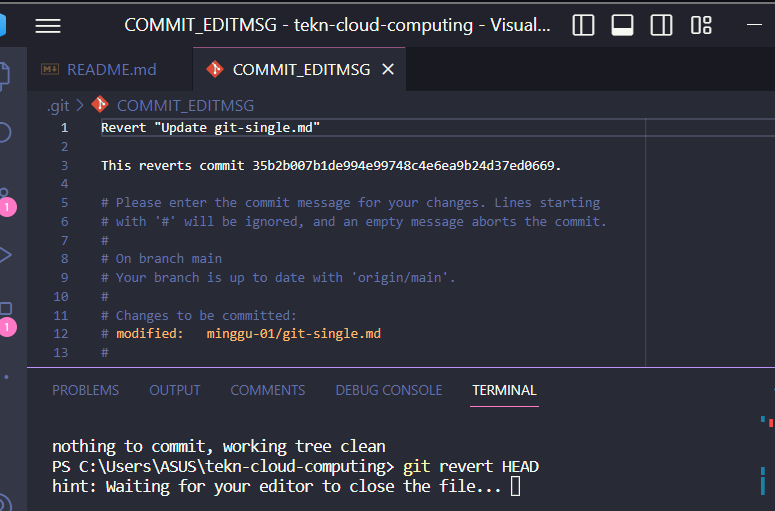 COMMIT_EDITMSG - tekn-cloud-computing - Visual...
README.md
COMMIT_EDITMSG
.git > COMMIT_EDITMSG
1 Revert "Update git-single.md"
2
3 This reverts commit 35b2b007b1de994e99748c4e6ea9b24d37ed0669.
4
5 # Please enter the commit message for your changes. Lines starting
6 # with '#' will be ignored, and an empty message aborts the commit.
7 #
8 # On branch main
9 # Your branch is up to date with 'origin/main'.
10 #
11 # Changes to be committed:
12 # modified:   minggu-01/git-single.md
13 #
1
1
PROBLEMS OUTPUT COMMENTS DEBUG CONSOLE TERMINAL
nothing to commit, working tree clean
PS C:\Users\ASUS\tekn-cloud-computing> git revert HEAD
hint: Waiting for your editor to close the file...